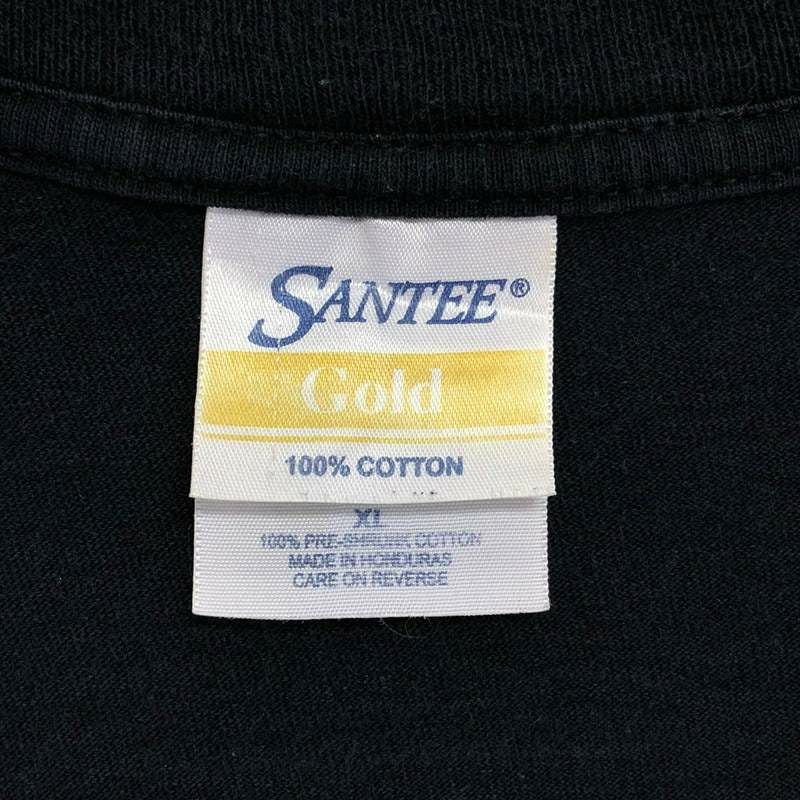 SANTEE®
Gold
100% COTTON
XL
100% PRE-SHRUNK COTTON
MADE IN HONDURAS
CARE ON REVERSE